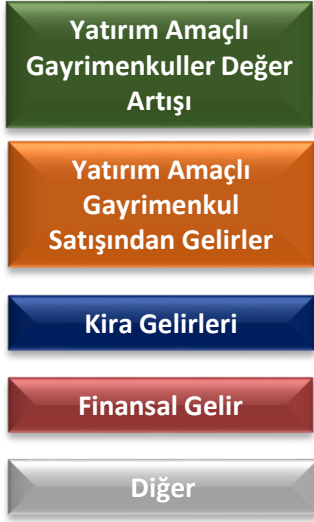 Yatırım Amaçlı
Gayrimenkuller Değer
Artışı
Yatırım Amaçlı
Gayrimenkul
Satışından Gelirler
Kira Gelirleri
Finansal Gelir
Diğer